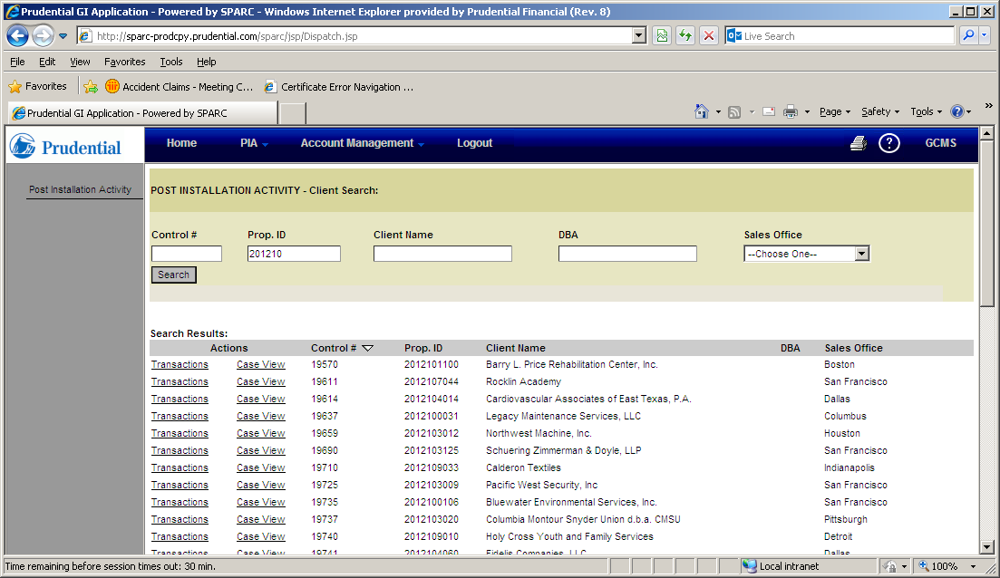 Prudential GI Application - Powered by SPARC - Windows Internet Explorer provided by Prudential Financial (Rev. 8)
http://sparc-prodcpy.prudential.com/sparc/jsp/Dispatch.jsp Live Search
File Edit View Favorites Tools Help
Favorites Accident Claims - Meeting C... Certificate Error Navigation ...
Prudential GI Application - Powered by SPARC Page Safety Tools »
Prudential Home PIA Account Management Logout ? GCMS
Post Installation Activity
POST INSTALLATION ACTIVITY - Client Search:
Control # Prop. ID Client Name DBA Sales Office
201210 --Choose One--
Search
Search Results:
Actions Control # Prop. ID Client Name DBA Sales Office
Transactions Case View 19570 2012101100 Barry L. Price Rehabilitation Center, Inc. Boston
Transactions Case View 19611 2012107044 Rocklin Academy San Francisco
Transactions Case View 19614 2012104014 Cardiovascular Associates of East Texas, P.A. Dallas
Transactions Case View 19637 2012100031 Legacy Maintenance Services, LLC Columbus
Transactions Case View 19659 2012103012 Northwest Machine, Inc. Houston
Transactions Case View 19690 2012103125 Schuering Zimmerman & Doyle, LLP San Francisco
Transactions Case View 19710 2012109033 Calderon Textiles Indianapolis
Transactions Case View 19725 2012103009 Pacific West Security, Inc San Francisco
Transactions Case View 19735 2012100106 Bluewater Environmental Services, Inc. San Francisco
Transactions Case View 19737 2012103020 Columbia Montour Snyder Union d.b.a. CMSU Pittsburgh
Transactions Case View 19740 2012109010 Holy Cross Youth and Family Services Detroit
Transactions Case View 19741 2012104060 Fidelis Companies, LLC Dallas
Time remaining before session times out: 30 min. Local intranet 100%